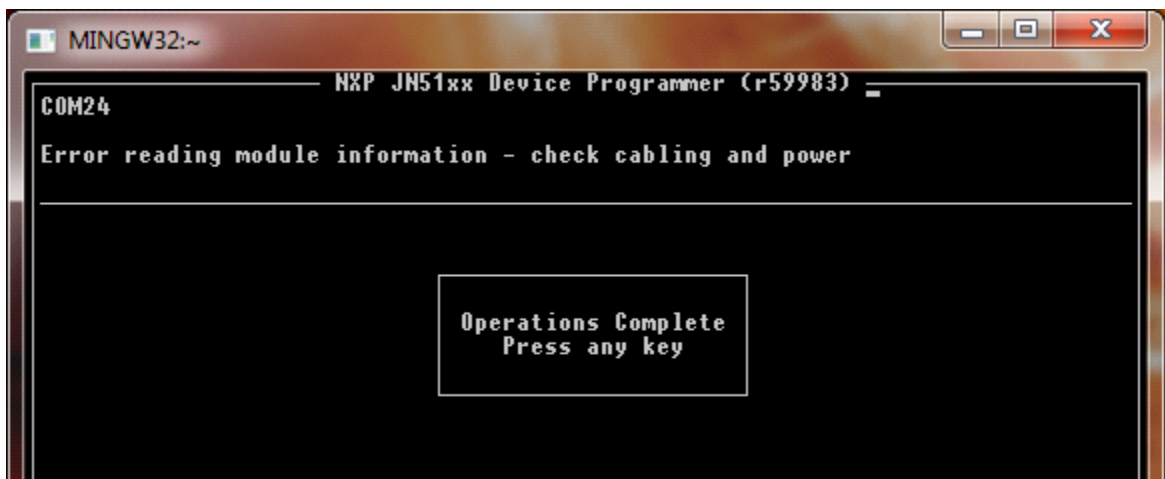 MINGW32:~
NXP JN51xx Device Programmer (r59983)
COM24
Error reading module information - check cabling and power
Operations Complete
Press any key